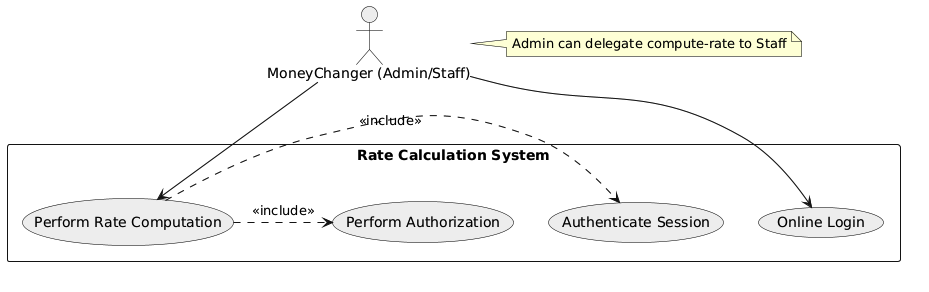 Admin can delegate compute-rate to Staff
MoneyChanger (Admin/Staff)
«include»
Rate Calculation System
«include»
Perform Rate Computation
Perform Authorization
Authenticate Session
Online Login